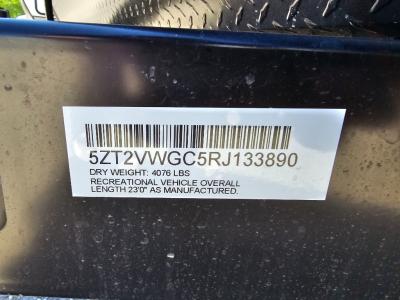 5ZT2VWGC5RJ133890
DRY WEIGHT: 4076 LBS
RECREATIONAL VEHICLE OVERALL
LENGTH 23'0" AS MANUFACTURED.